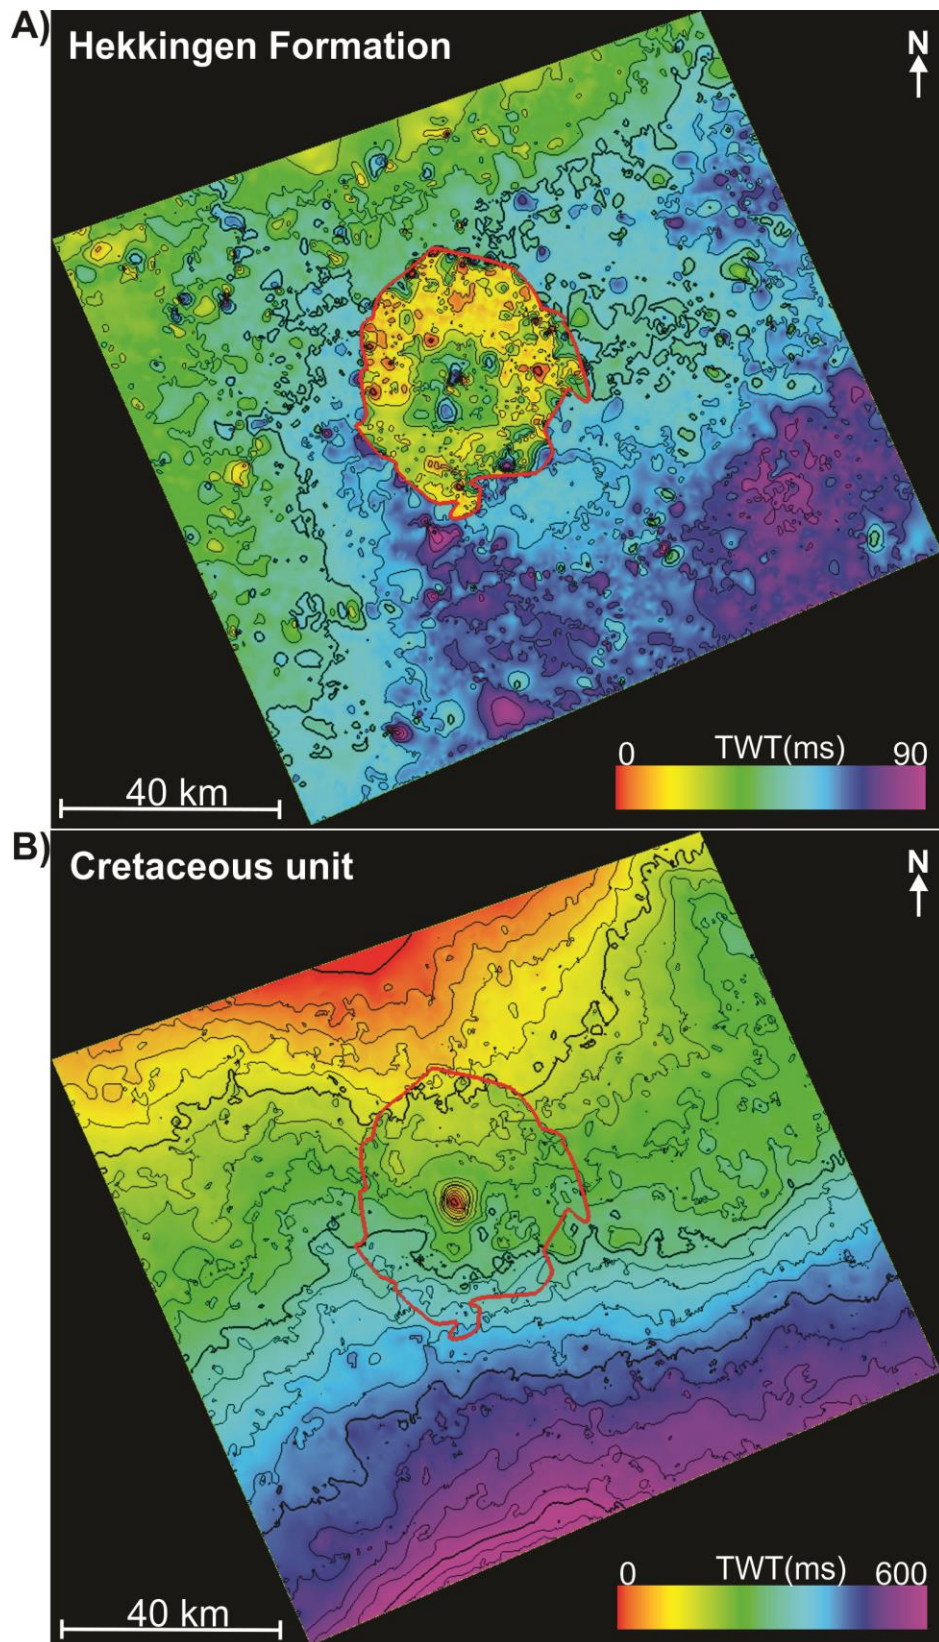 A)
Hekkingen Formation
N
0 TWT(ms) 90
40 km
B)
Cretaceous unit
N
0 TWT(ms) 600
40 km